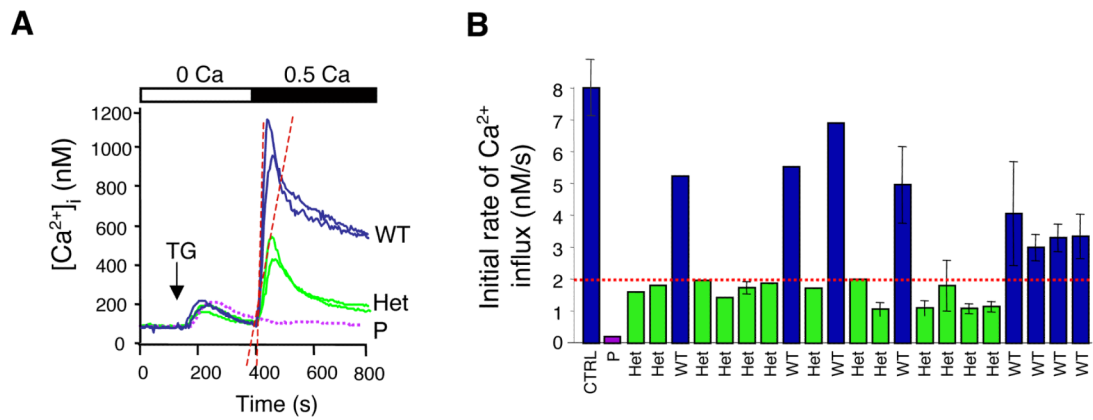 A
0 Ca 0.5 Ca
1200
1000
800
600
400
200
0
[Ca²⁺]ᵢ (nM)
TG
WT
Het
P
0 200 400 600 800
Time (s)
B
Initial rate of Ca²⁺
influx (nM/s)
8
7
6
5
4
3
2
1
0
CTRL P Het Het WT Het Het Het Het WT Het WT Het Het WT Het Het Het Het WT WT WT WT